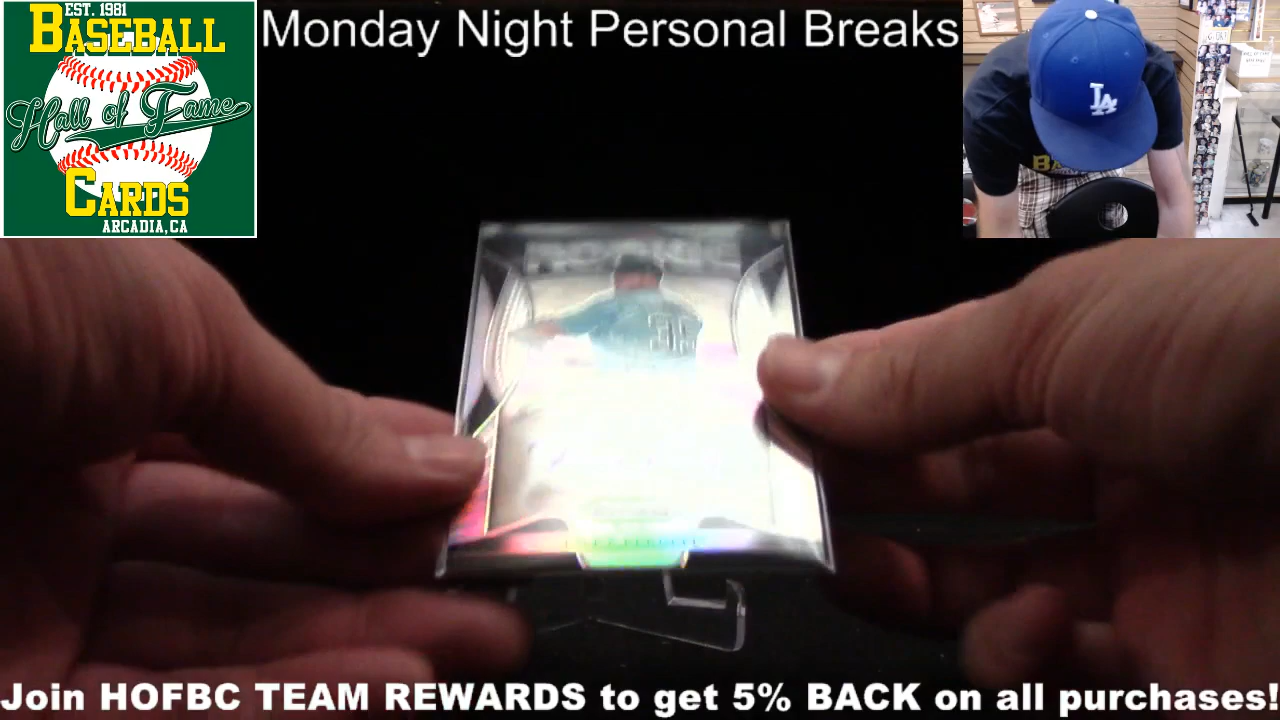 EST. 1981
BASEBALL
Hall of Fame
CARDS
ARCADIA, CA
Monday Night Personal Breaks
LA
ROOKIE
Join HOFBC TEAM REWARDS to get 5% BACK on all purchases!